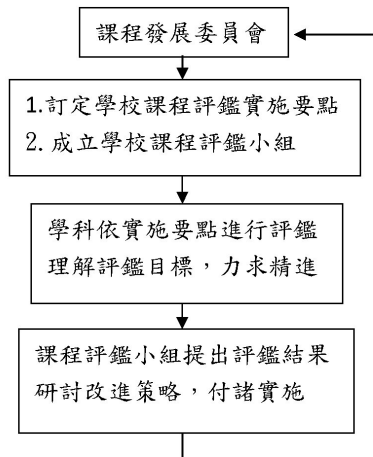 課程發展委員會
1.訂定學校課程評鑑實施要點
2.成立學校課程評鑑小組
學科依實施要點進行評鑑
理解評鑑目標，力求精進
課程評鑑小組提出評鑑結果
研討改進策略，付諸實施